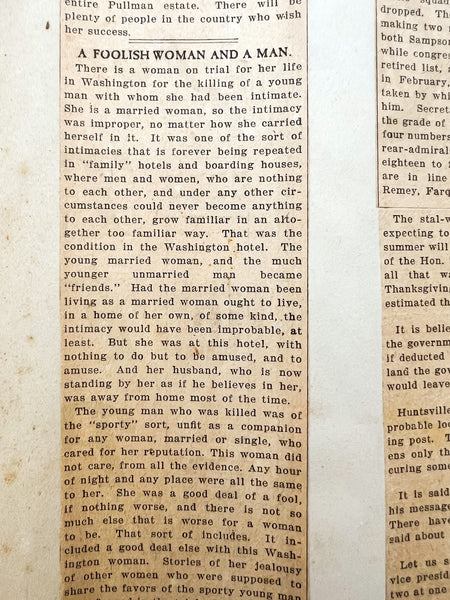 entire Pullman estate. There will be
plenty of people in the country who wish
her success.
A FOOLISH WOMAN AND A MAN.
There is a woman on trial for her life
in Washington for the killing of a young
man with whom she had been intimate.
She is a married woman, so the intimacy
was improper, no matter how she carried
herself in it. It was one of the sort of
intimacies that is forever being repeated
in "family" hotels and boarding houses,
where men and women, who are nothing
to each other, and under any other cir-
cumstances could never become anything
to each other, grow familiar in an alto-
gether too familiar way. That was the
condition in the Washington hotel. The
young married woman, and the much
younger unmarried man became
"friends." Had the married woman been
living as a married woman ought to live,
in a home of her own, of some kind, the
intimacy would have been improbable, at
least. But she was at this hotel, with
nothing to do but to be amused, and to
amuse. And her husband, who is now
standing by her as if he believes in her,
was away from home most of the time.
The young man who was killed was of
the "sporty" sort, unfit as a companion
for any woman, married or single, who
cared for her reputation. This woman did
not care, from all the evidence. Any hour
of night and any place were all the same
to her. She was a good deal of a fool,
if nothing worse, and there is not so
much else that is worse for a woman
to be. That sort of includes. It in-
cluded a good deal else with this Wash-
ington woman. Stories of her jealousy
of other women who were supposed to
share the favors of the sporty young man
dropped. The
making two
both Sampson
while congres
retired list, a
in February,
taken by whi
him. Secret
the grade of
four numbers
rear-admiral
eighteen to
are in line
Remey, Farq
The stal-w
expecting to
summer will
of the Hon.
all that wa
Thanksgiving
estimated th
It is belie
the governm
if deducted
land the gov
would leave
Huntsville
probable loc
ing post. T
ens only th
curing some
It is said
his message
There have
said about
Let us s
vice presid
two at one